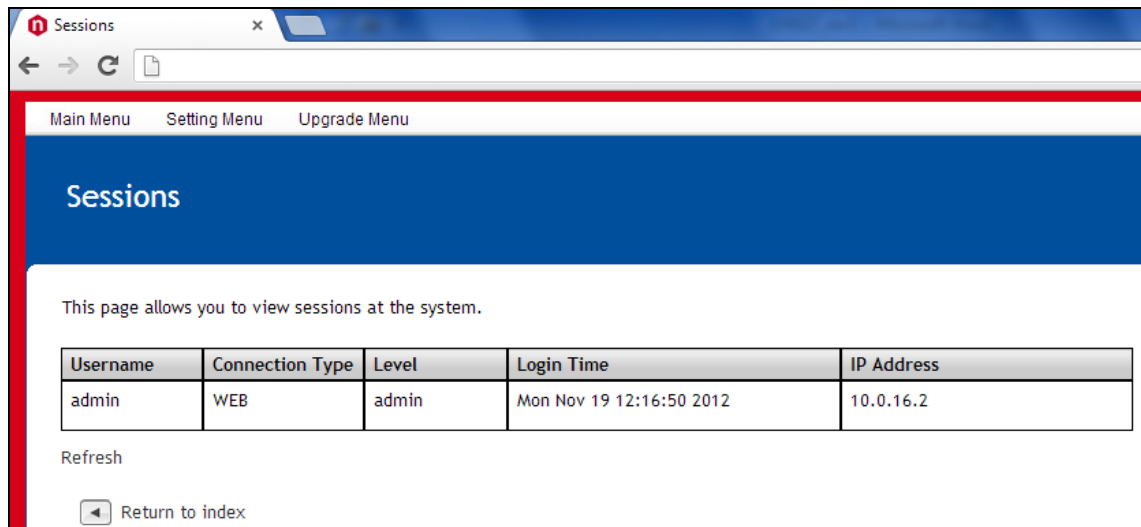 Sessions
Main Menu Setting Menu Upgrade Menu
Sessions
This page allows you to view sessions at the system.
Username Connection Type Level Login Time IP Address
admin WEB admin Mon Nov 19 12:16:50 2012 10.0.16.2
Refresh
Return to index